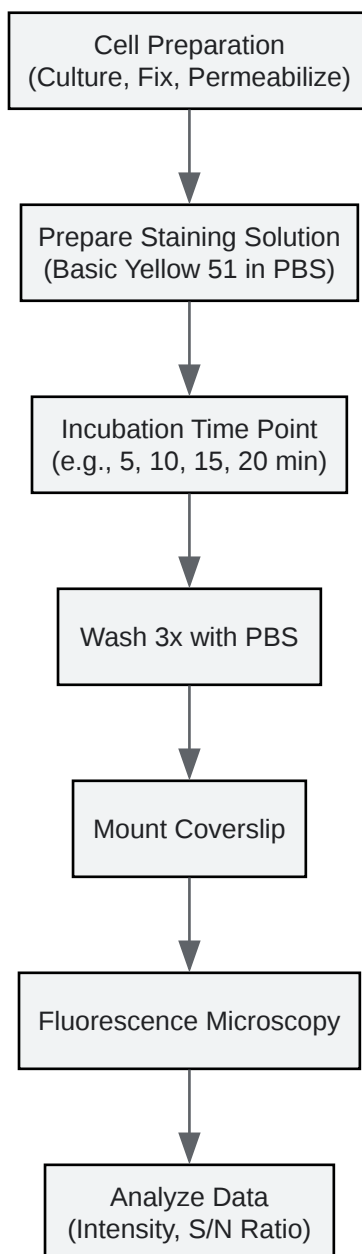 Cell Preparation
(Culture, Fix, Permeabilize)
Prepare Staining Solution
(Basic Yellow 51 in PBS)
Incubation Time Point
(e.g., 5, 10, 15, 20 min)
Wash 3x with PBS
Mount Coverslip
Fluorescence Microscopy
Analyze Data
(Intensity, S/N Ratio)